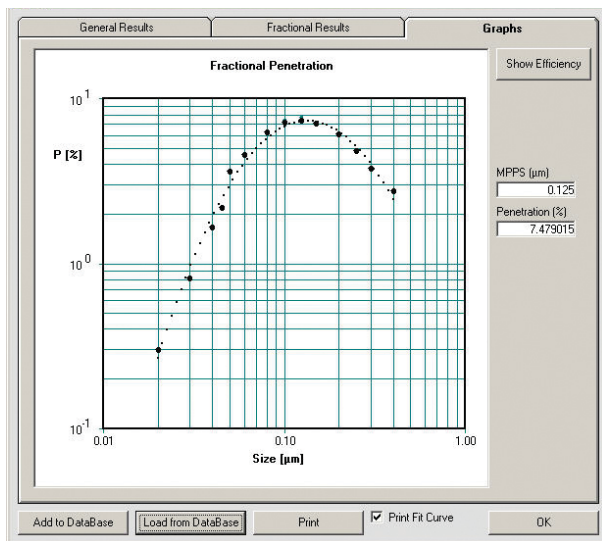 General Results
Fractional Results
Graphs
Fractional Penetration
Show Efficiency
10^1
P [%]
MPPS (µm)
0.125
Penetration (%)
7.479015
10^0
10^-1
0.01
0.10
1.00
Size [µm]
Add to DataBase
Load from DataBase
Print
Print Fit Curve
OK